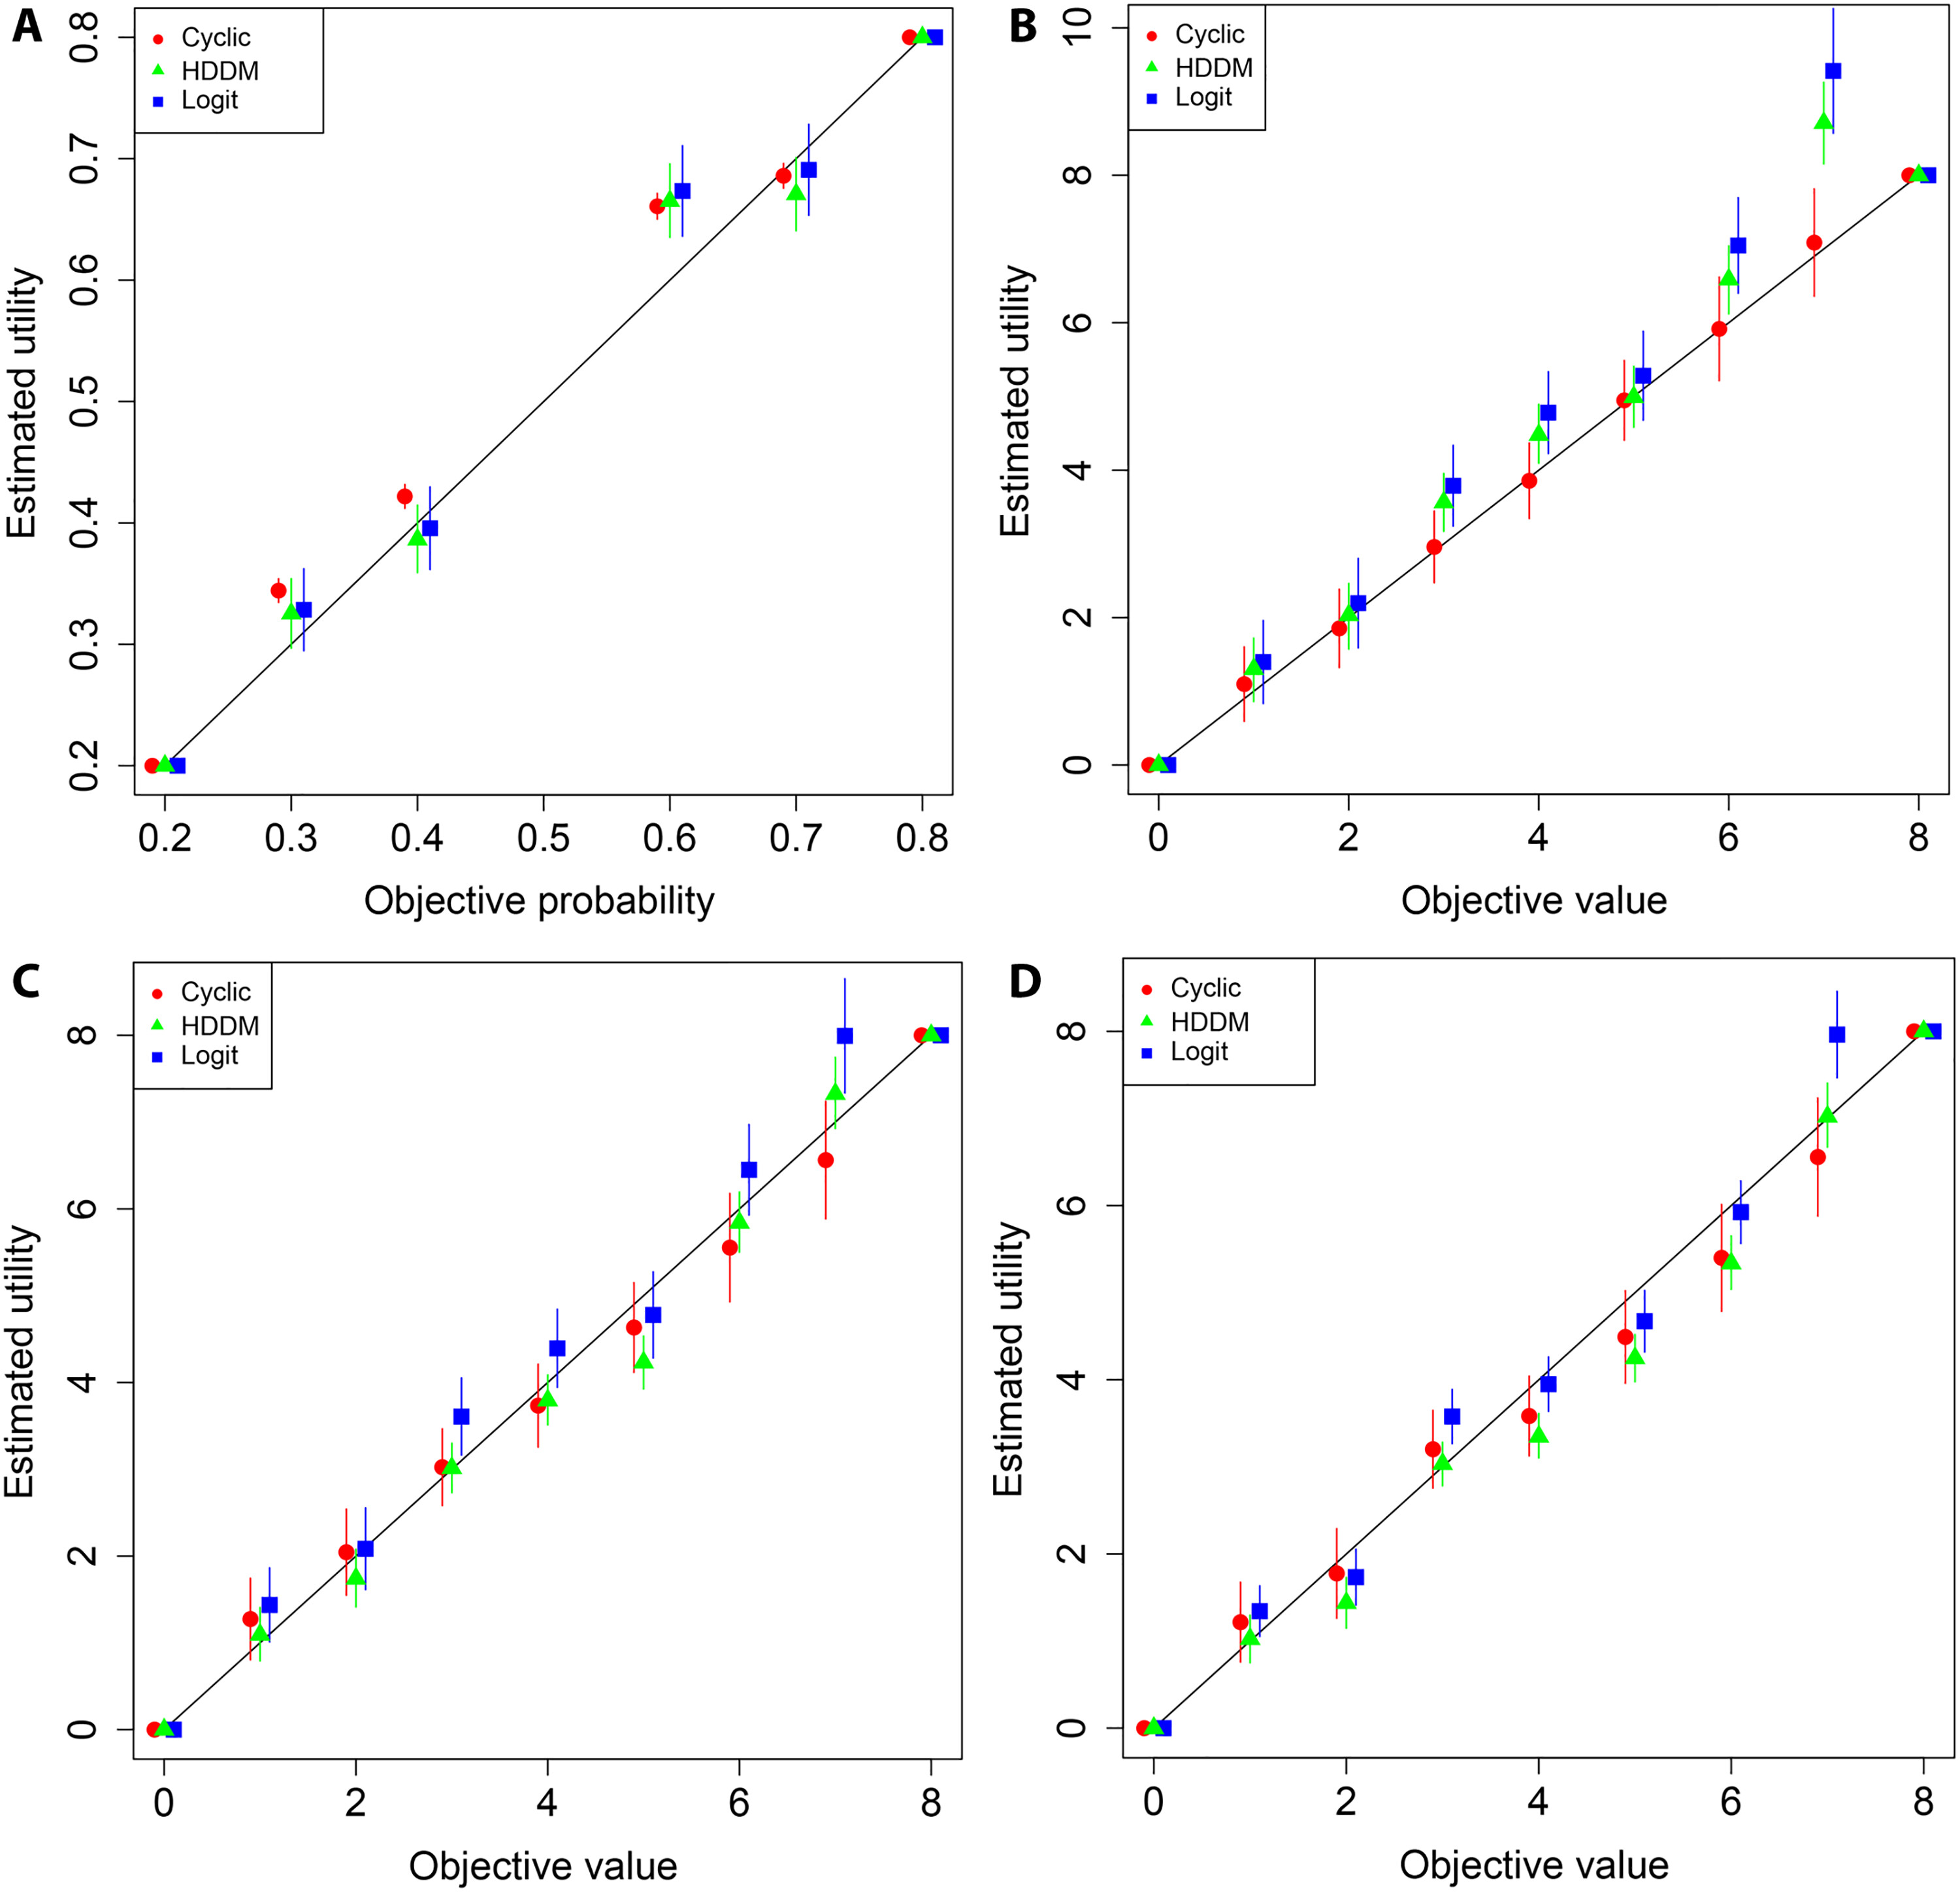 A
Cyclic
HDDM
Logit
Estimated utility
0.8
0.7
0.6
0.5
0.4
0.3
0.2
0.2 0.3 0.4 0.5 0.6 0.7 0.8
Objective probability
B
Cyclic
HDDM
Logit
Estimated utility
10
8
6
4
2
0
0 2 4 6 8
Objective value
C
Cyclic
HDDM
Logit
Estimated utility
8
6
4
2
0
0 2 4 6 8
Objective value
D
Cyclic
HDDM
Logit
Estimated utility
8
6
4
2
0
0 2 4 6 8
Objective value